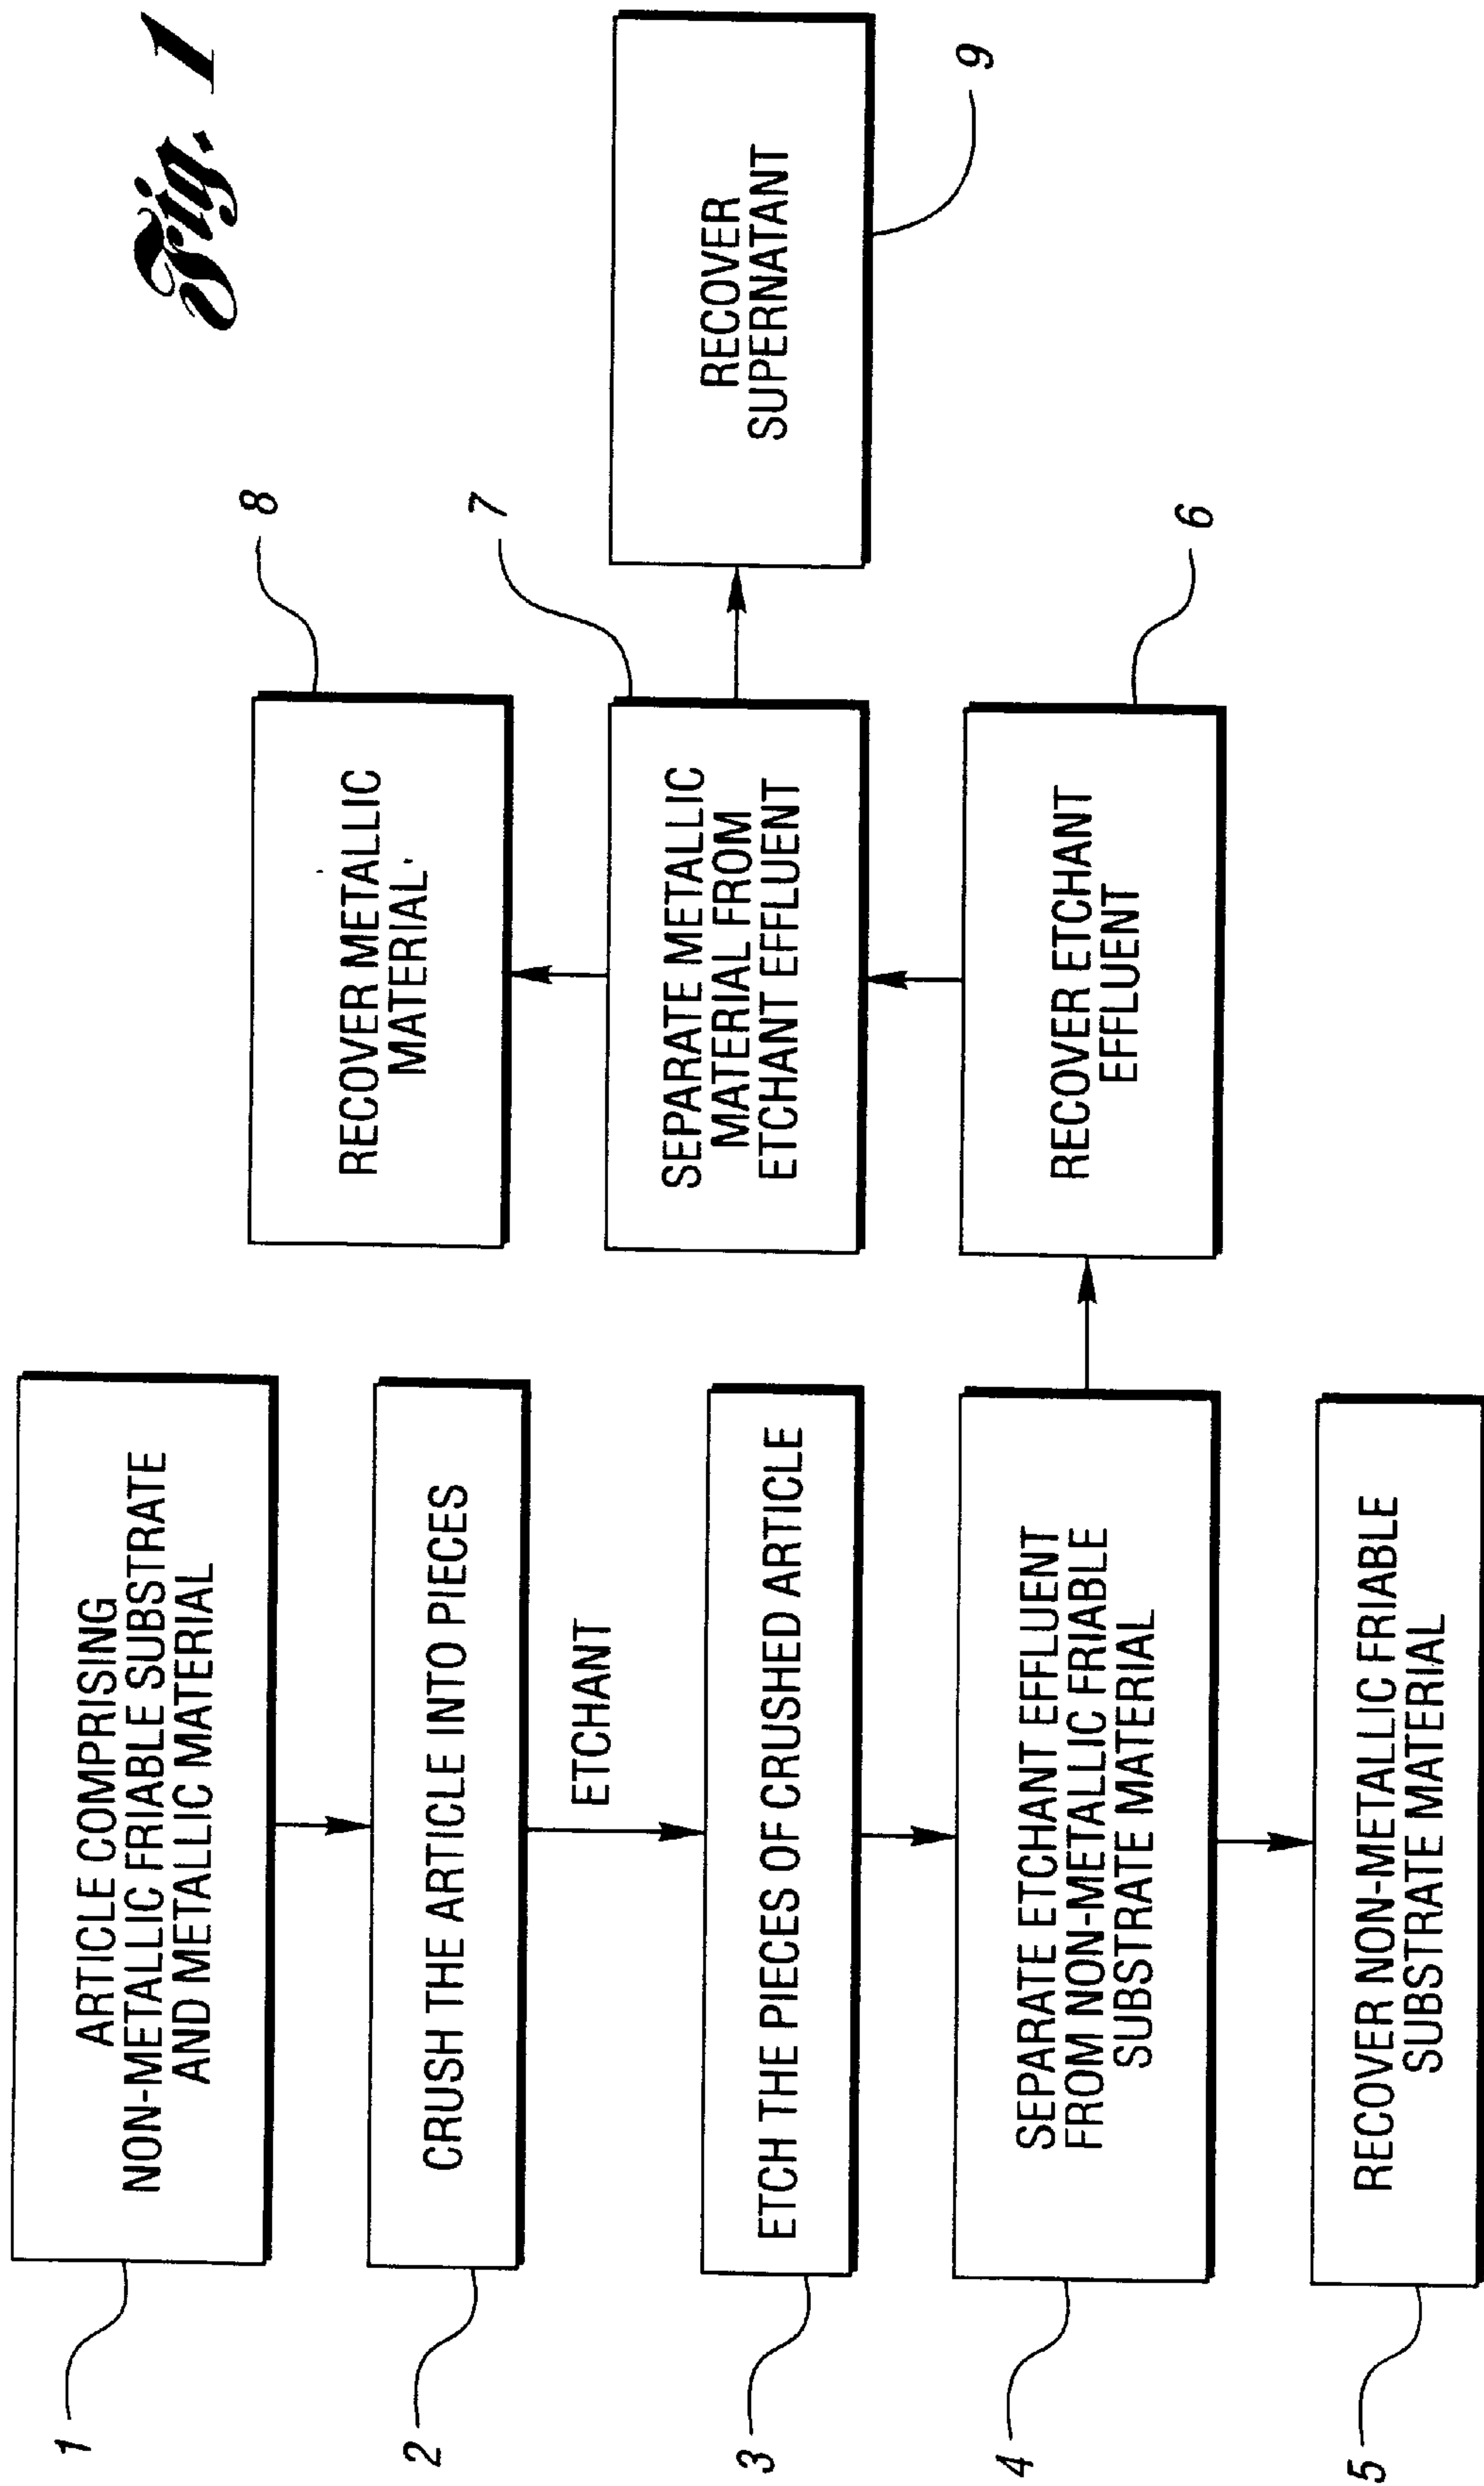 Fig. 1
1
ARTICLE COMPRISING
NON-METALLIC FRIABLE SUBSTRATE
AND METALLIC MATERIAL
2
CRUSH THE ARTICLE INTO PIECES
ETCHANT
3
ETCH THE PIECES OF CRUSHED ARTICLE
4
SEPARATE ETCHANT EFFLUENT
FROM NON-METALLIC FRIABLE
SUBSTRATE MATERIAL
5
RECOVER NON-METALLIC FRIABLE
SUBSTRATE MATERIAL
8
RECOVER METALLIC
MATERIAL
7
SEPARATE METALLIC
MATERIAL FROM
ETCHANT EFFLUENT
6
RECOVER ETCHANT
EFFLUENT
RECOVER
SUPERNATANT
9